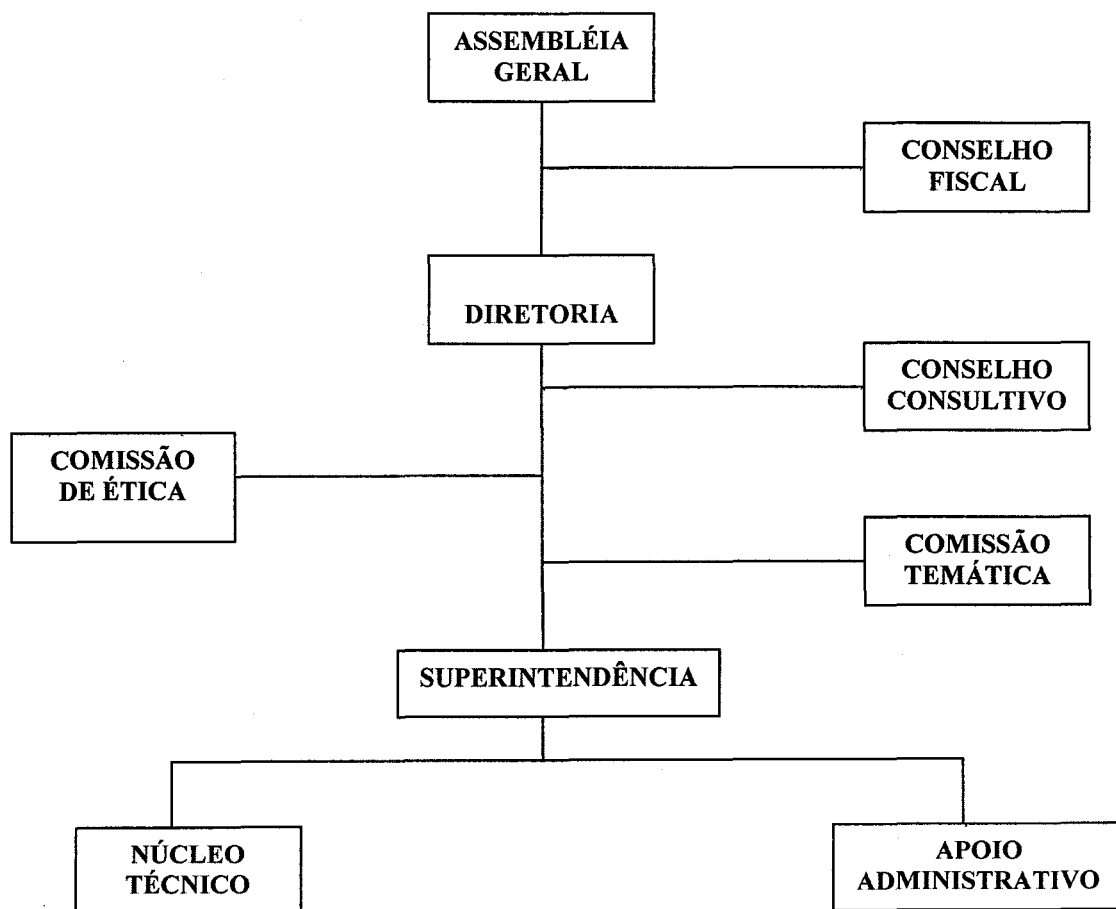 ASSEMBLÉIA
GERAL
CONSELHO
FISCAL
DIRETORIA
CONSELHO
CONSULTIVO
COMISSÃO
DE ÉTICA
COMISSÃO
TEMÁTICA
SUPERINTENDÊNCIA
NÚCLEO
TÉCNICO
APOIO
ADMINISTRATIVO